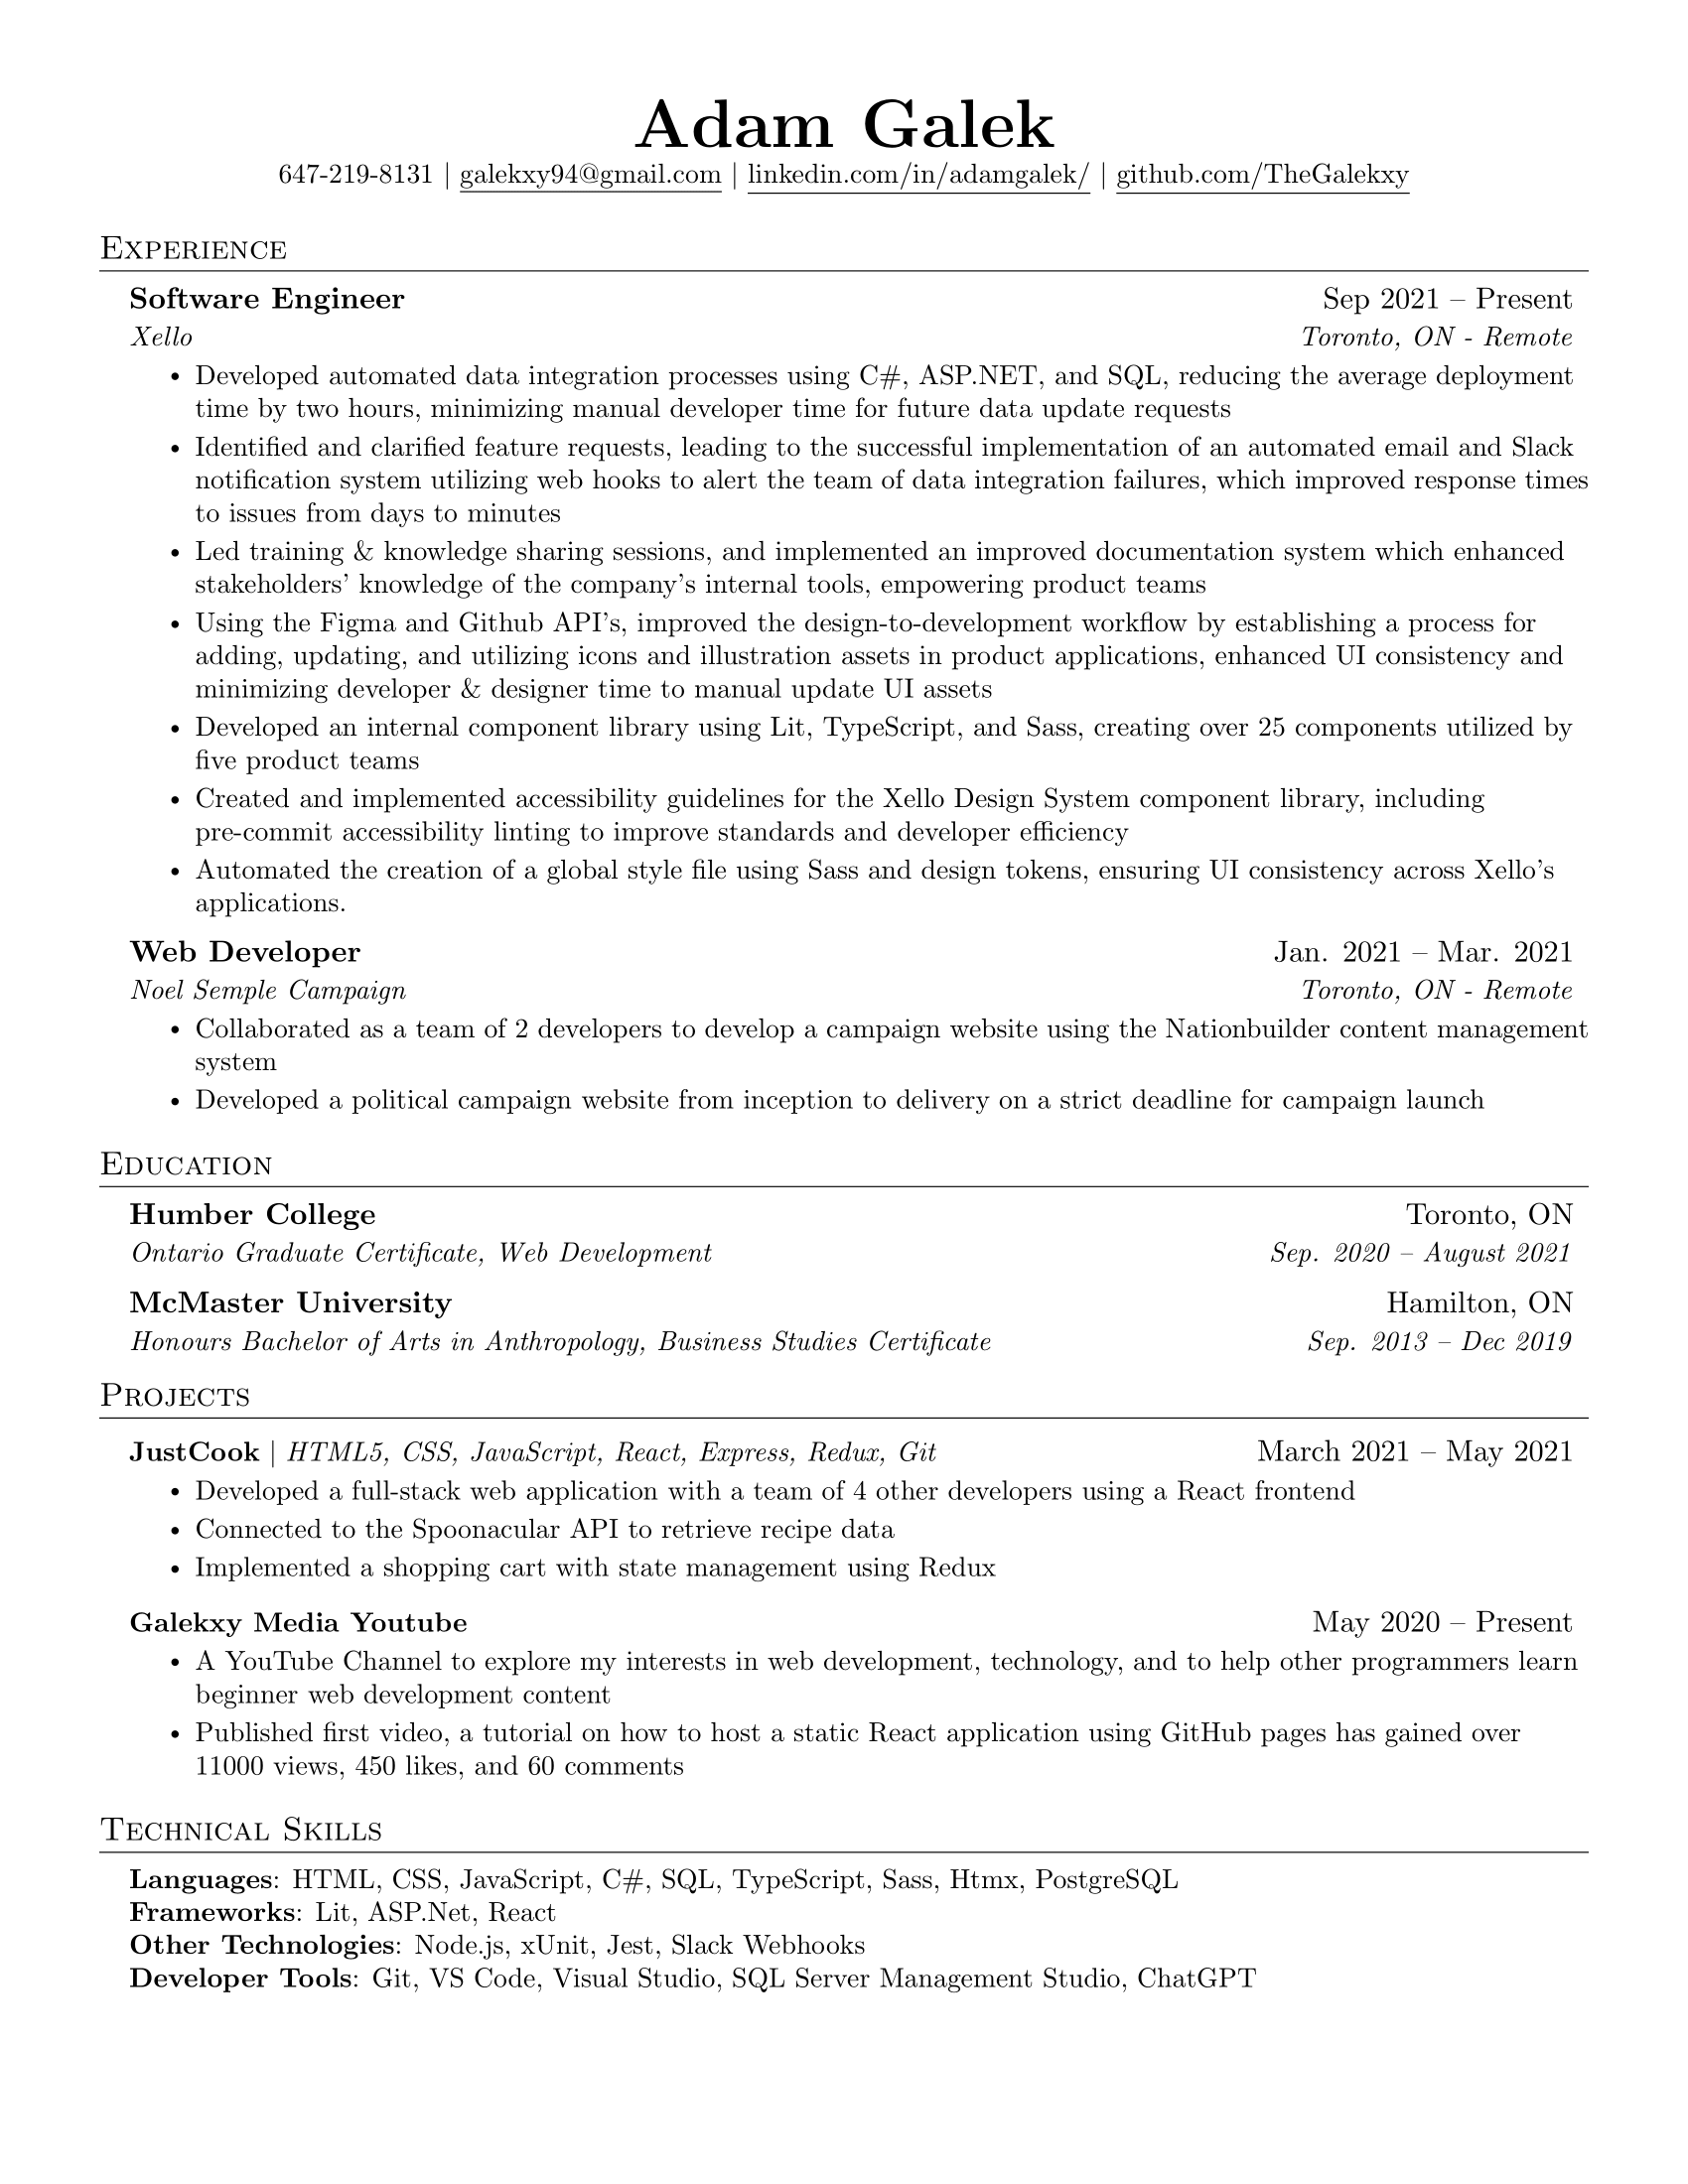 Adam Galek
647-219-8131 | galekxy94@gmail.com | linkedin.com/in/adamgalek/ | github.com/TheGalekxy
Experience
Software Engineer Sep 2021 – Present
Xello Toronto, ON - Remote
• Developed automated data integration processes using C#, ASP.NET, and SQL, reducing the average deployment
time by two hours, minimizing manual developer time for future data update requests
• Identified and clarified feature requests, leading to the successful implementation of an automated email and Slack
notification system utilizing web hooks to alert the team of data integration failures, which improved response times
to issues from days to minutes
• Led training & knowledge sharing sessions, and implemented an improved documentation system which enhanced
stakeholders' knowledge of the company's internal tools, empowering product teams
• Using the Figma and Github API's, improved the design-to-development workflow by establishing a process for
adding, updating, and utilizing icons and illustration assets in product applications, enhanced UI consistency and
minimizing developer & designer time to manual update UI assets
• Developed an internal component library using Lit, TypeScript, and Sass, creating over 25 components utilized by
five product teams
• Created and implemented accessibility guidelines for the Xello Design System component library, including
pre-commit accessibility linting to improve standards and developer efficiency
• Automated the creation of a global style file using Sass and design tokens, ensuring UI consistency across Xello's
applications.
Web Developer Jan. 2021 – Mar. 2021
Noel Semple Campaign Toronto, ON - Remote
• Collaborated as a team of 2 developers to develop a campaign website using the Nationbuilder content management
system
• Developed a political campaign website from inception to delivery on a strict deadline for campaign launch
Education
Humber College Toronto, ON
Ontario Graduate Certificate, Web Development Sep. 2020 – August 2021
McMaster University Hamilton, ON
Honours Bachelor of Arts in Anthropology, Business Studies Certificate Sep. 2013 – Dec 2019
Projects
JustCook | HTML5, CSS, JavaScript, React, Express, Redux, Git March 2021 – May 2021
• Developed a full-stack web application with a team of 4 other developers using a React frontend
• Connected to the Spoonacular API to retrieve recipe data
• Implemented a shopping cart with state management using Redux
Galekxy Media Youtube May 2020 – Present
• A YouTube Channel to explore my interests in web development, technology, and to help other programmers learn
beginner web development content
• Published first video, a tutorial on how to host a static React application using GitHub pages has gained over
11000 views, 450 likes, and 60 comments
Technical Skills
Languages: HTML, CSS, JavaScript, C#, SQL, TypeScript, Sass, Htmx, PostgreSQL
Frameworks: Lit, ASP.Net, React
Other Technologies: Node.js, xUnit, Jest, Slack Webhooks
Developer Tools: Git, VS Code, Visual Studio, SQL Server Management Studio, ChatGPT